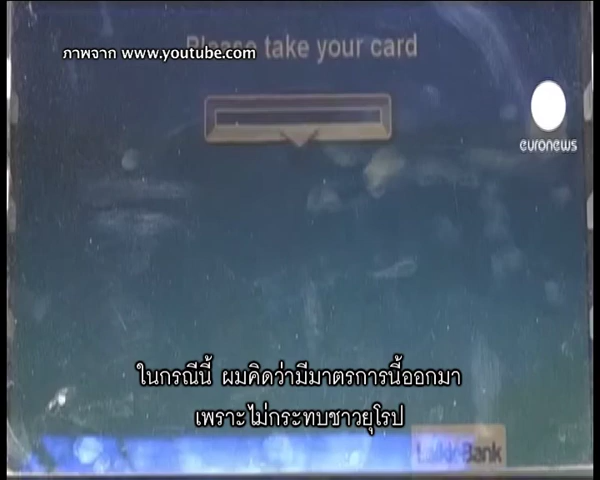 Please take your card
ภาพจาก www.youtube.com
euronews
ในกรณีนี้ ผมคิดว่ามีมาตรการนี้ออกมา
เพราะไม่กระทบชาวยุโรป
Laiki Bank